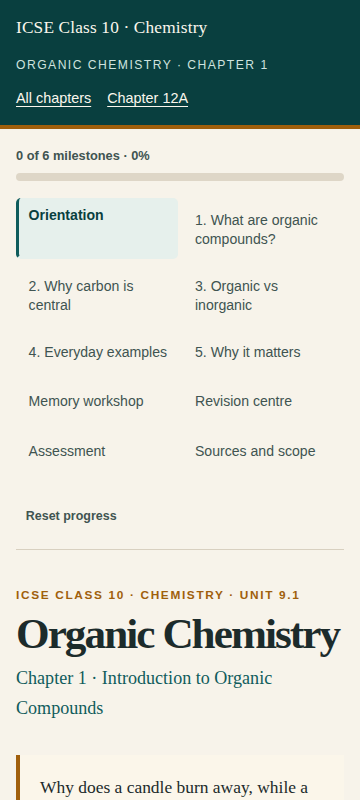 ICSE Class 10 · Chemistry
ORGANIC CHEMISTRY · CHAPTER 1
All chapters Chapter 12A
0 of 6 milestones · 0%
Orientation
1. What are organic
compounds?
2. Why carbon is
central
3. Organic vs
inorganic
4. Everyday examples
5. Why it matters
Memory workshop
Revision centre
Assessment
Sources and scope
Reset progress
ICSE CLASS 10 · CHEMISTRY · UNIT 9.1
Organic Chemistry
Chapter 1 · Introduction to Organic
Compounds
Why does a candle burn away, while a